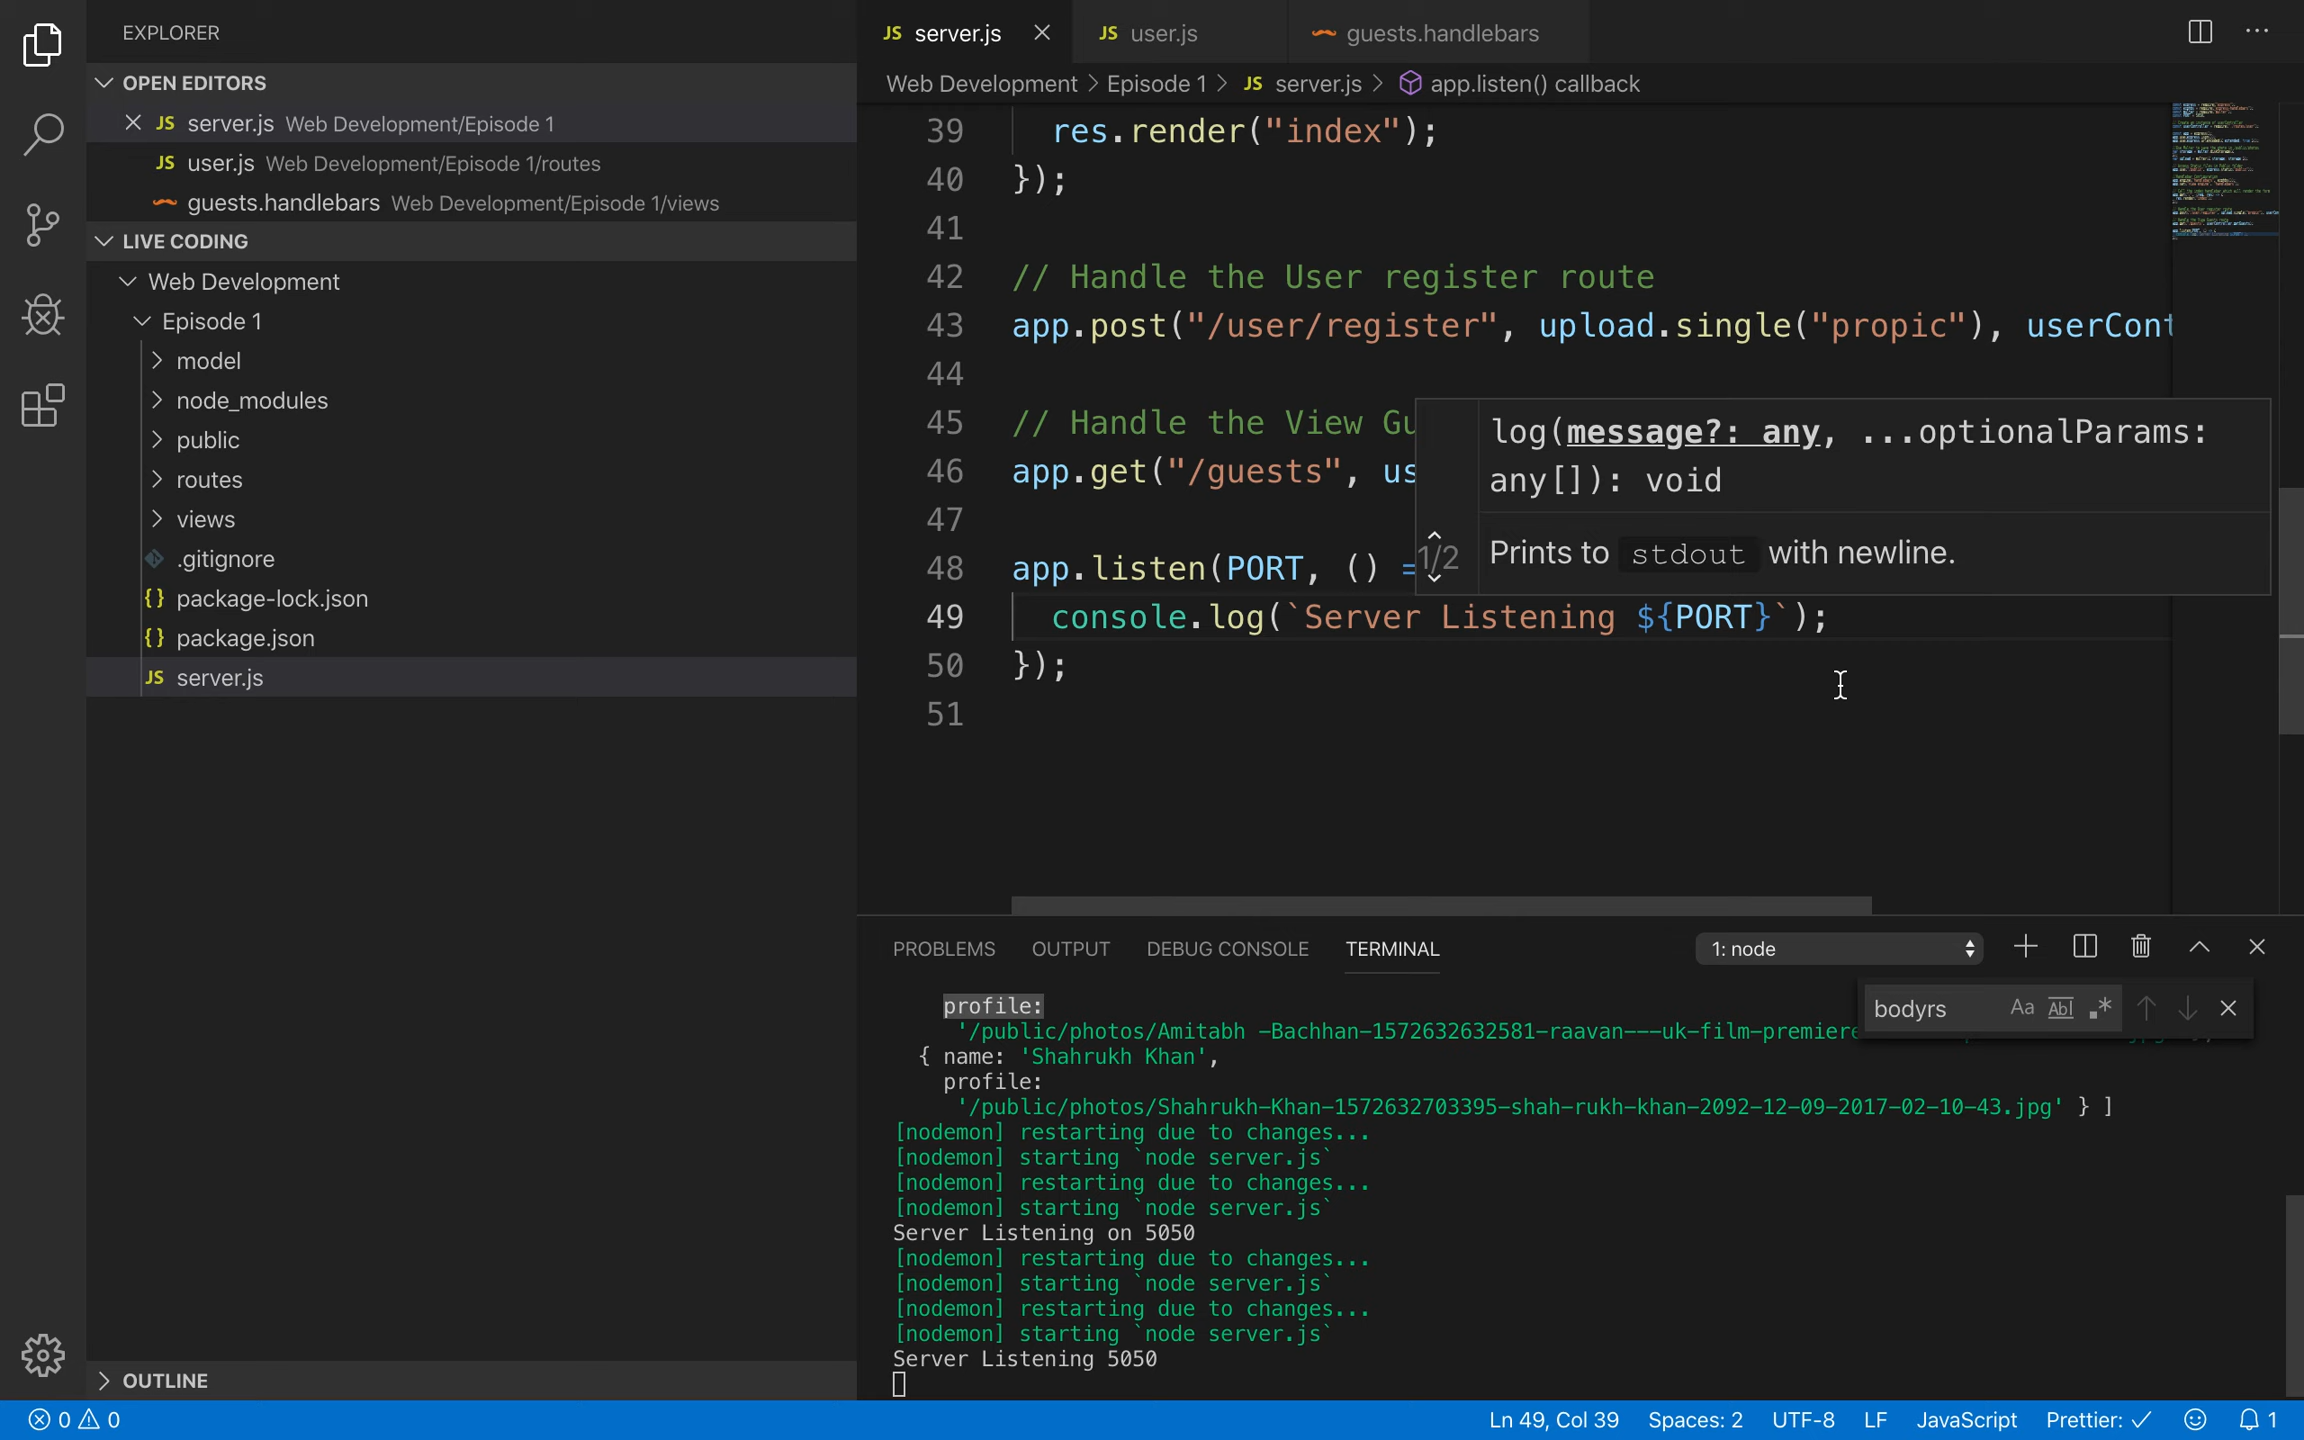 EXPLORER
OPEN EDITORS
JS server.js Web Development/Episode 1
JS user.js Web Development/Episode 1/routes
guests.handlebars Web Development/Episode 1/views
LIVE CODING
Web Development
Episode 1
model
node_modules
public
routes
views
.gitignore
{} package-lock.json
{} package.json
JS server.js
OUTLINE
JS server.js
JS user.js
guests.handlebars
Web Development > Episode 1 > JS server.js > app.listen() callback
39 res.render("index");
40 });
41
42 // Handle the User register route
43 app.post("/user/register", upload.single("propic"), userCont
44
45 // Handle the View Gu
46 app.get("/guests", us
47
48 app.listen(PORT, () =
49 console.log(`Server Listening ${PORT}`);
50 });
51
log(message?: any, ...optionalParams:
any[]): void
1/2 Prints to stdout with newline.
PROBLEMS OUTPUT DEBUG CONSOLE TERMINAL 1: node
bodyrs Aa Abl .*
profile:
'/public/photos/Amitabh -Bachhan-1572632632581-raavan---uk-film-premiere
{ name: 'Shahrukh Khan',
profile:
'/public/photos/Shahrukh-Khan-1572632703395-shah-rukh-khan-2092-12-09-2017-02-10-43.jpg' } ]
[nodemon] restarting due to changes...
[nodemon] starting `node server.js`
[nodemon] restarting due to changes...
[nodemon] starting `node server.js`
Server Listening on 5050
[nodemon] restarting due to changes...
[nodemon] starting `node server.js`
[nodemon] restarting due to changes...
[nodemon] starting `node server.js`
Server Listening 5050
0 0 Ln 49, Col 39 Spaces: 2 UTF-8 LF JavaScript Prettier: ✓ 1